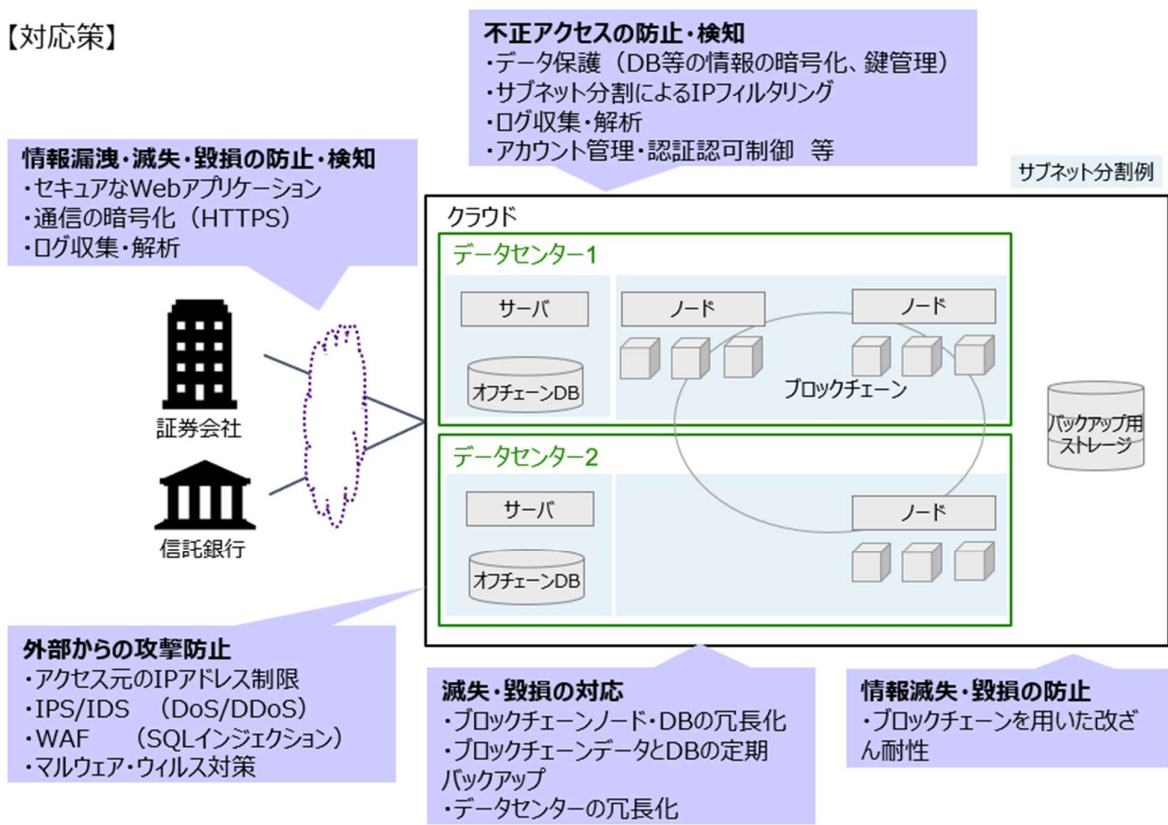 【対応策】
不正アクセスの防止・検知
・データ保護（DB等の情報の暗号化、鍵管理）
・サブネット分割によるIPフィルタリング
・ログ収集・解析
・アカウント管理・認証認可制御　等
情報漏洩・滅失・毀損の防止・検知
・セキュアなWebアプリケーション
・通信の暗号化（HTTPS）
・ログ収集・解析
サブネット分割例
クラウド
データセンター1
サーバ
ノード
ノード
オフチェーンDB
ブロックチェーン
証券会社
バックアップ用
ストレージ
データセンター2
サーバ
ノード
信託銀行
オフチェーンDB
外部からの攻撃防止
・アクセス元のIPアドレス制限
・IPS/IDS　（DoS/DDoS）
・WAF　　（SQLインジェクション）
・マルウェア・ウィルス対策
滅失・毀損の対応
・ブロックチェーンノード・DBの冗長化
・ブロックチェーンデータとDBの定期
バックアップ
・データセンターの冗長化
情報滅失・毀損の防止
・ブロックチェーンを用いた改ざ
ん耐性